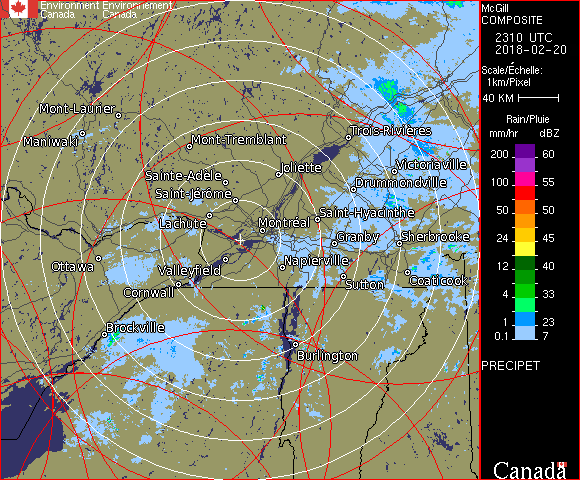 Environment Environnement
Canada Canada
McGill
COMPOSITE
2310 UTC
2018-02-20
Scale/Échelle:
1km/Pixel
40 KM
Rain/Pluie
mm/hr dBZ
200 60
150 57
100 55
50 50
24 45
12 40
4 33
1 23
0.1 7
PRECIPET
Canada
Mont-Laurier
Maniwaki
Mont-Tremblant
Trois-Rivières
Sainte-Adèle
Joliette
Victoriaville
Saint-Jérôme
Drummondville
Lachute
Montréal
Saint-Hyacinthe
Granby
Sherbrooke
Ottawa
Valleyfield
Napierville
Cornwall
Sutton
Coaticook
Brockville
Burlington